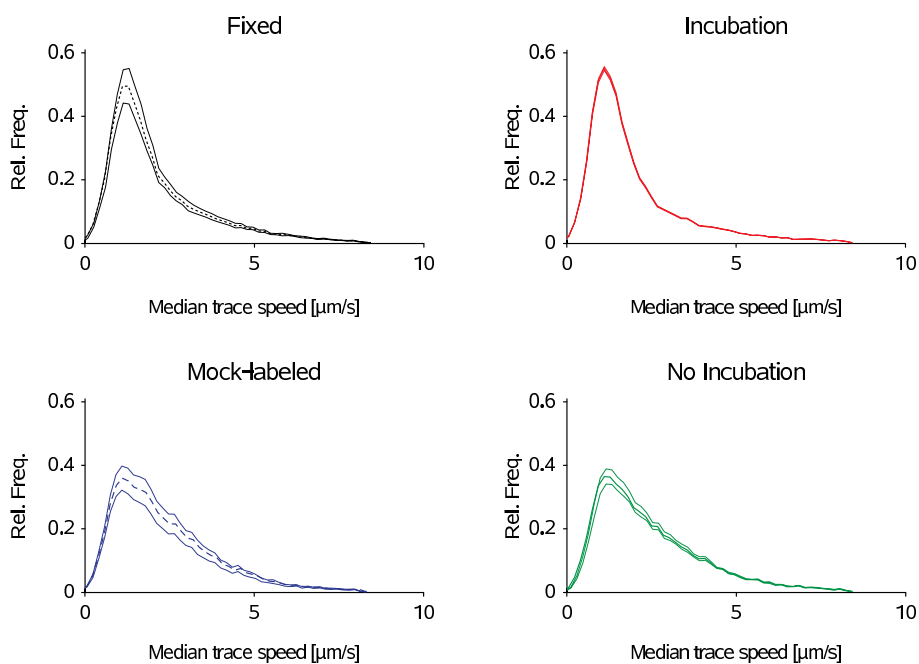 Fixed
0.6
0.4
0.2
0
Rel. Freq.
0
5
10
Median trace speed [µm/s]
Incubation
0.6
0.4
0.2
0
Rel. Freq.
0
5
10
Median trace speed [µm/s]
Mock-labeled
0.6
0.4
0.2
0
Rel. Freq.
0
5
10
Median trace speed [µm/s]
No Incubation
0.6
0.4
0.2
0
Rel. Freq.
0
5
10
Median trace speed [µm/s]